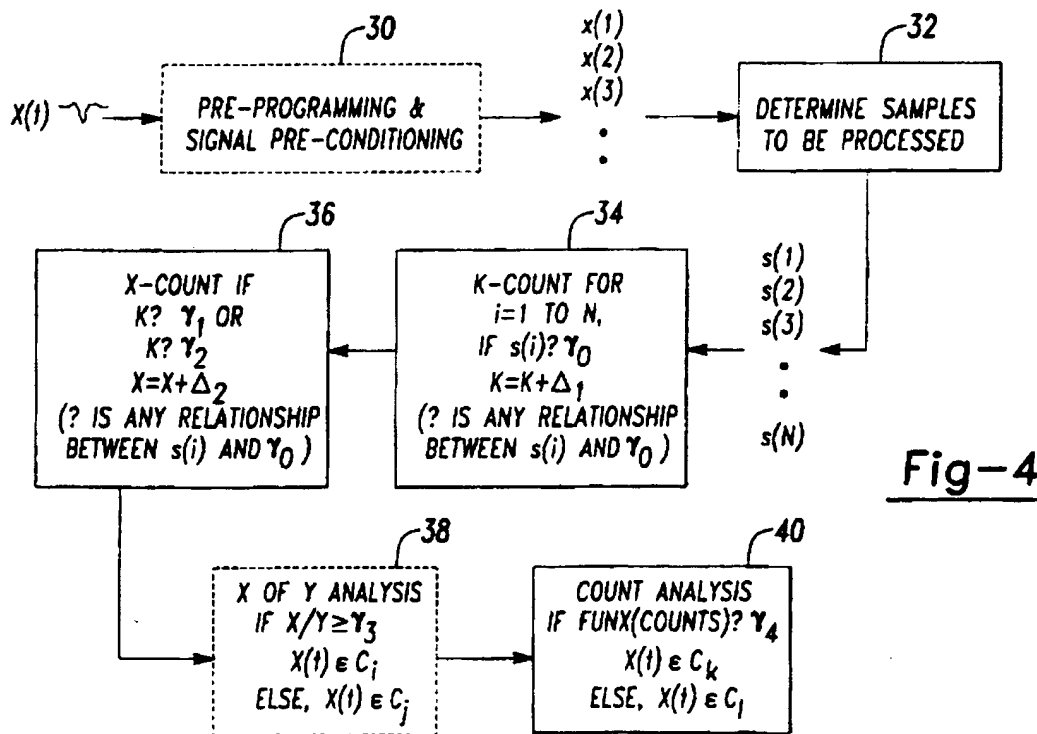 30
x(1)
x(2)
x(3)
32
X(t)
PRE-PROGRAMMING &
SIGNAL PRE-CONDITIONING
DETERMINE SAMPLES
TO BE PROCESSED
36
X-COUNT IF
K? γ1 OR
K? γ2
X=X+Δ2
(? IS ANY RELATIONSHIP
BETWEEN s(i) AND γ0)
34
K-COUNT FOR
i=1 TO N,
IF s(i)? γ0
K=K+Δ1
(? IS ANY RELATIONSHIP
BETWEEN s(i) AND γ0)
s(1)
s(2)
s(3)
s(N)
Fig-4
38
X OF Y ANALYSIS
IF X/Y≥γ3
X(t) ∈ Ci
ELSE, X(t) ∈ Cj
40
COUNT ANALYSIS
IF FUNX(COUNTS)? γ4
X(t) ∈ Ck
ELSE, X(t) ∈ Cl